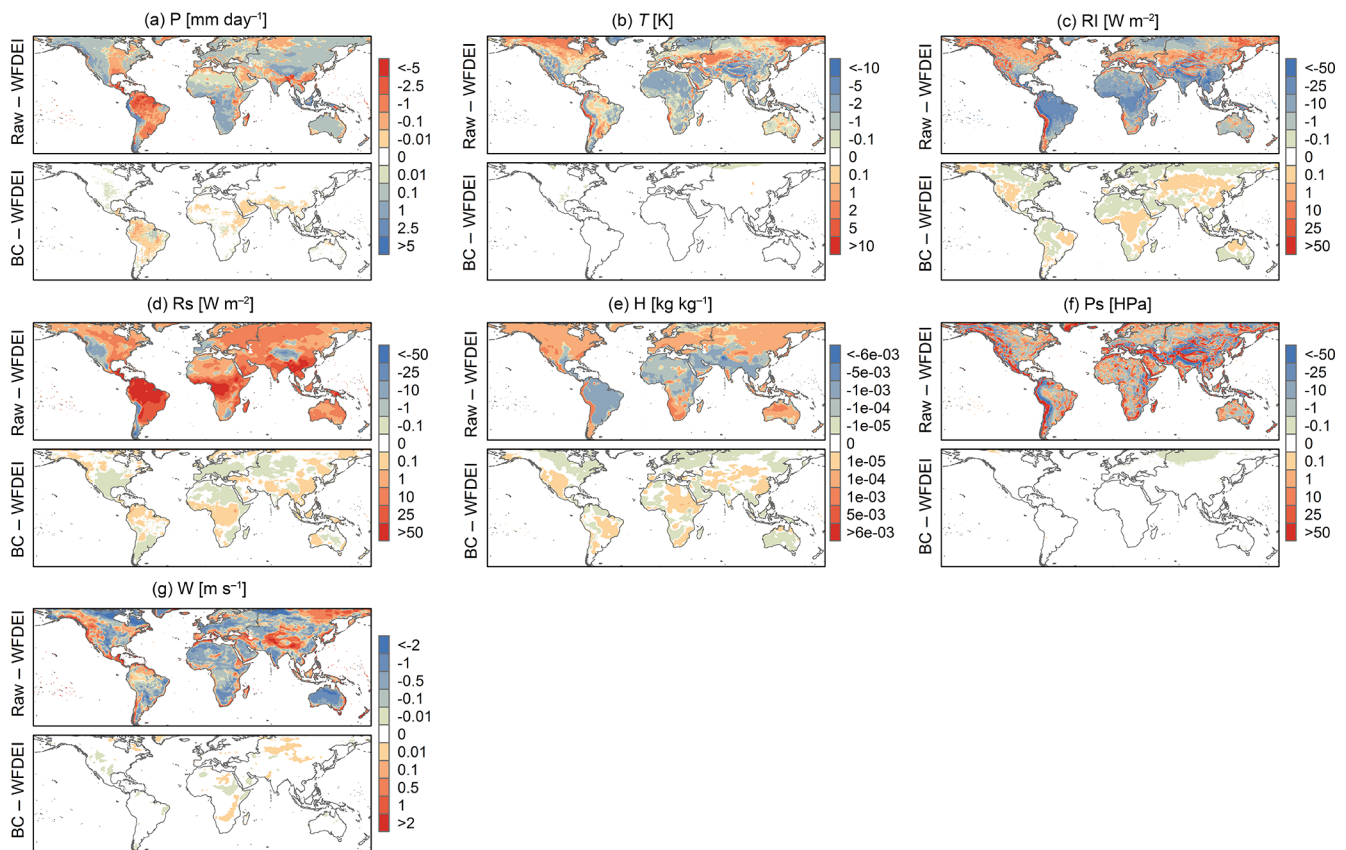 (a) P [mm day–1]
Raw – WFDEI
BC – WFDEI
<-5
-2.5
-1
-0.1
-0.01
0
0.01
0.1
1
2.5
>5
(b) T [K]
Raw – WFDEI
BC – WFDEI
<-10
-5
-2
-1
-0.1
0
0.1
1
2
5
>10
(c) Rl [W m–2]
Raw – WFDEI
BC – WFDEI
<-50
-25
-10
-1
-0.1
0
0.1
1
10
25
>50
(d) Rs [W m–2]
Raw – WFDEI
BC – WFDEI
<-50
25
10
-1
-0.1
0
0.1
1
10
25
>50
(e) H [kg kg–1]
Raw – WFDEI
BC – WFDEI
<-6e-03
-5e-03
-1e-03
-1e-04
-1e-05
0
1e-05
1e-04
1e-03
5e-03
>6e-03
(f) Ps [HPa]
Raw – WFDEI
BC – WFDEI
<-50
-25
-10
-1
-0.1
0
0.1
1
10
25
>50
(g) W [m s–1]
Raw – WFDEI
BC – WFDEI
<-2
-1
-0.5
-0.1
-0.01
0
0.01
0.1
0.5
1
>2